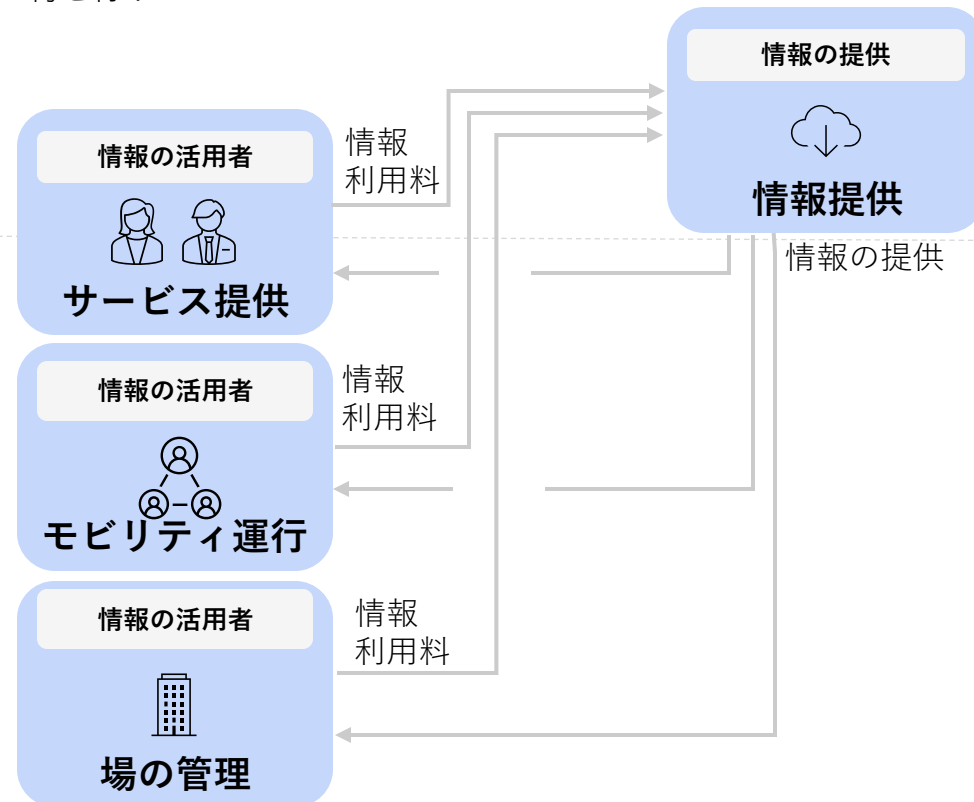 情報の提供
情報提供
情報の提供
情報の活用者
サービス提供
情報
利用料
情報の活用者
モビリティ運行
情報
利用料
情報の活用者
場の管理
情報
利用料